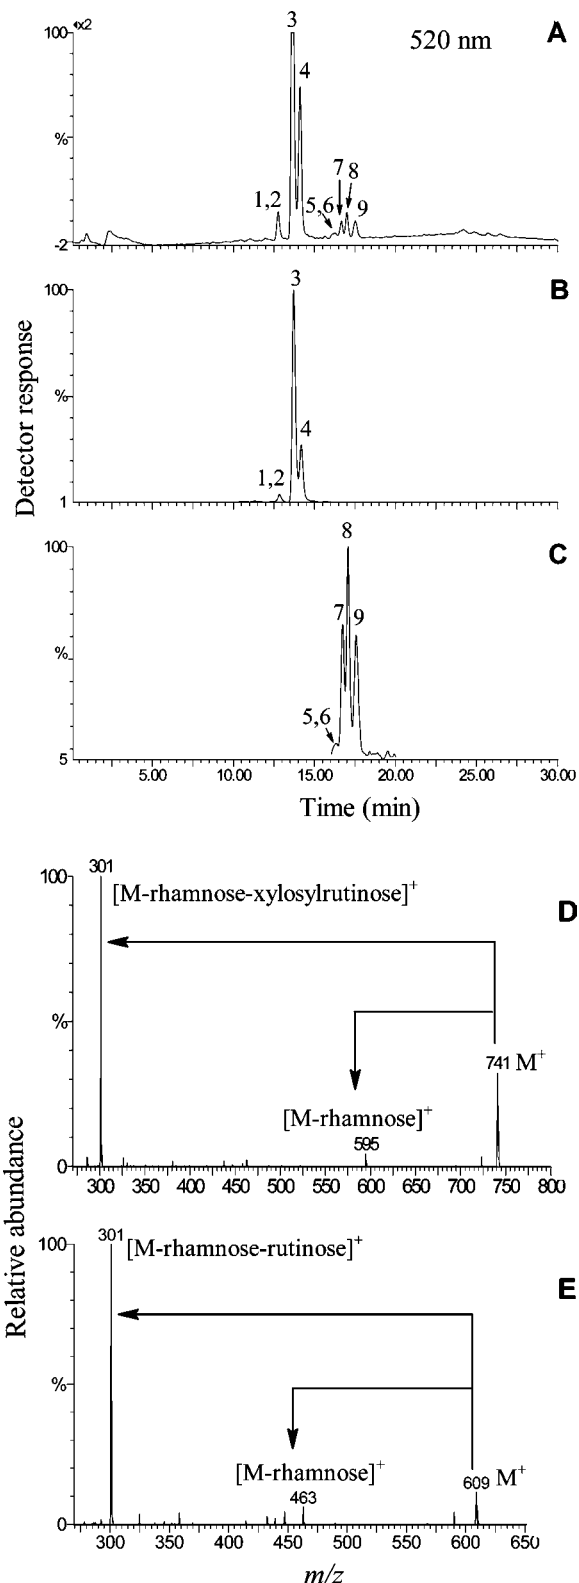 3
100 x2 520 nm A
4
%
7 8
1,2 5,6 9
-2
3
100 B
%
4
1,2
1
Detector response
8
100 C
7 9
%
5,6
5
5.00 10.00 15.00 20.00 25.00 30.00
Time (min)
301
100 [M-rhamnose-xylosylrutinose]+ D
%
741 M+
[M-rhamnose]+
595
0
300 350 400 450 500 550 600 650 700 750 800
Relative abundance
301
100 [M-rhamnose-rutinose]+
E
%
[M-rhamnose]+ 609 M+
463
0
300 350 400 450 500 550 600 650
m/z